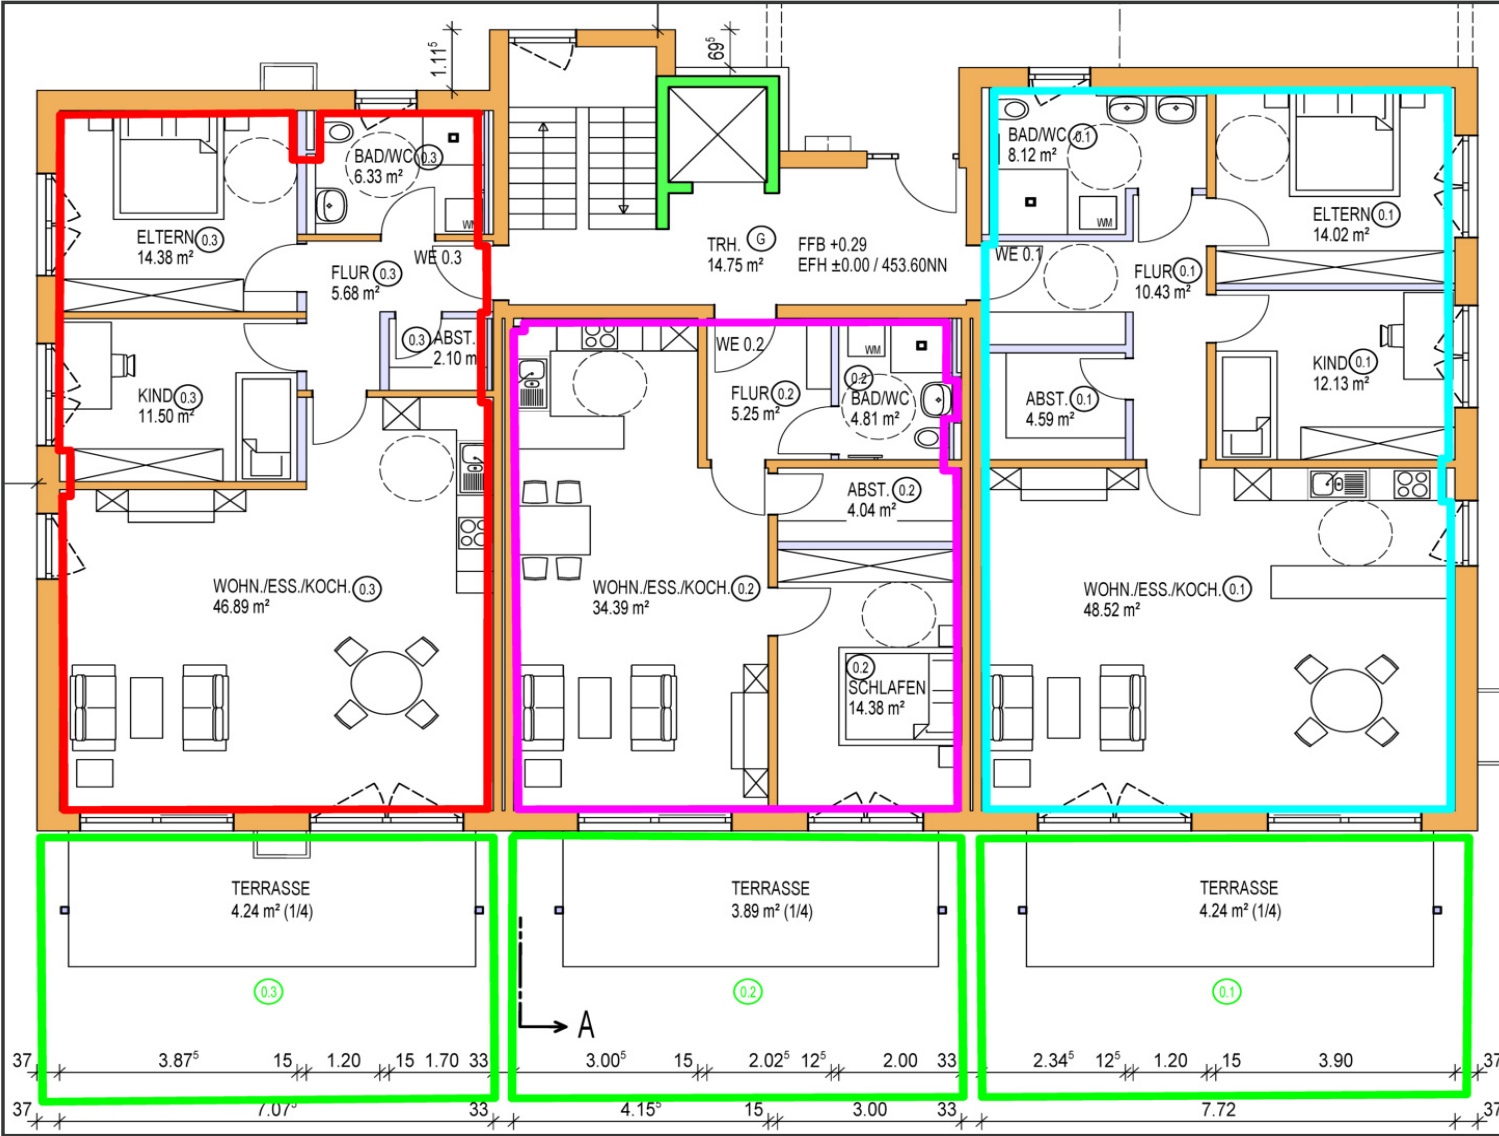 1.11⁵
69⁵
BAD/WC 0.3
6.33 m²
WM
ELTERN 0.3
14.38 m²
FLUR 0.3
5.68 m²
WE 0.3
0.3 ABST.
2.10 m
KIND 0.3
11.50 m²
WOHN./ESS./KOCH. 0.3
46.89 m²
TRH. G
14.75 m²
FFB +0.29
EFH ±0.00 / 453.60NN
WE 0.2
WM
FLUR 0.2
5.25 m²
0.2
BAD/WC
4.81 m²
ABST. 0.2
4.04 m²
WOHN./ESS./KOCH. 0.2
34.39 m²
0.2
SCHLAFEN
14.38 m²
BAD/WC 0.1
8.12 m²
WM
ELTERN 0.1
14.02 m²
WE 0.1
FLUR 0.1
10.43 m²
ABST. 0.1
4.59 m²
KIND 0.1
12.13 m²
WOHN./ESS./KOCH. 0.1
48.52 m²
TERRASSE
4.24 m² (1/4)
0.3
TERRASSE
3.89 m² (1/4)
0.2
A
TERRASSE
4.24 m² (1/4)
0.1
37 3.87⁵ 15 1.20 15 1.70 33 3.00⁵ 15 2.02⁵ 12⁵ 2.00 33 2.34⁵ 12⁵ 1.20 15 3.90 37
37 7.07⁵ 33 4.15⁵ 15 3.00 33 7.72 37